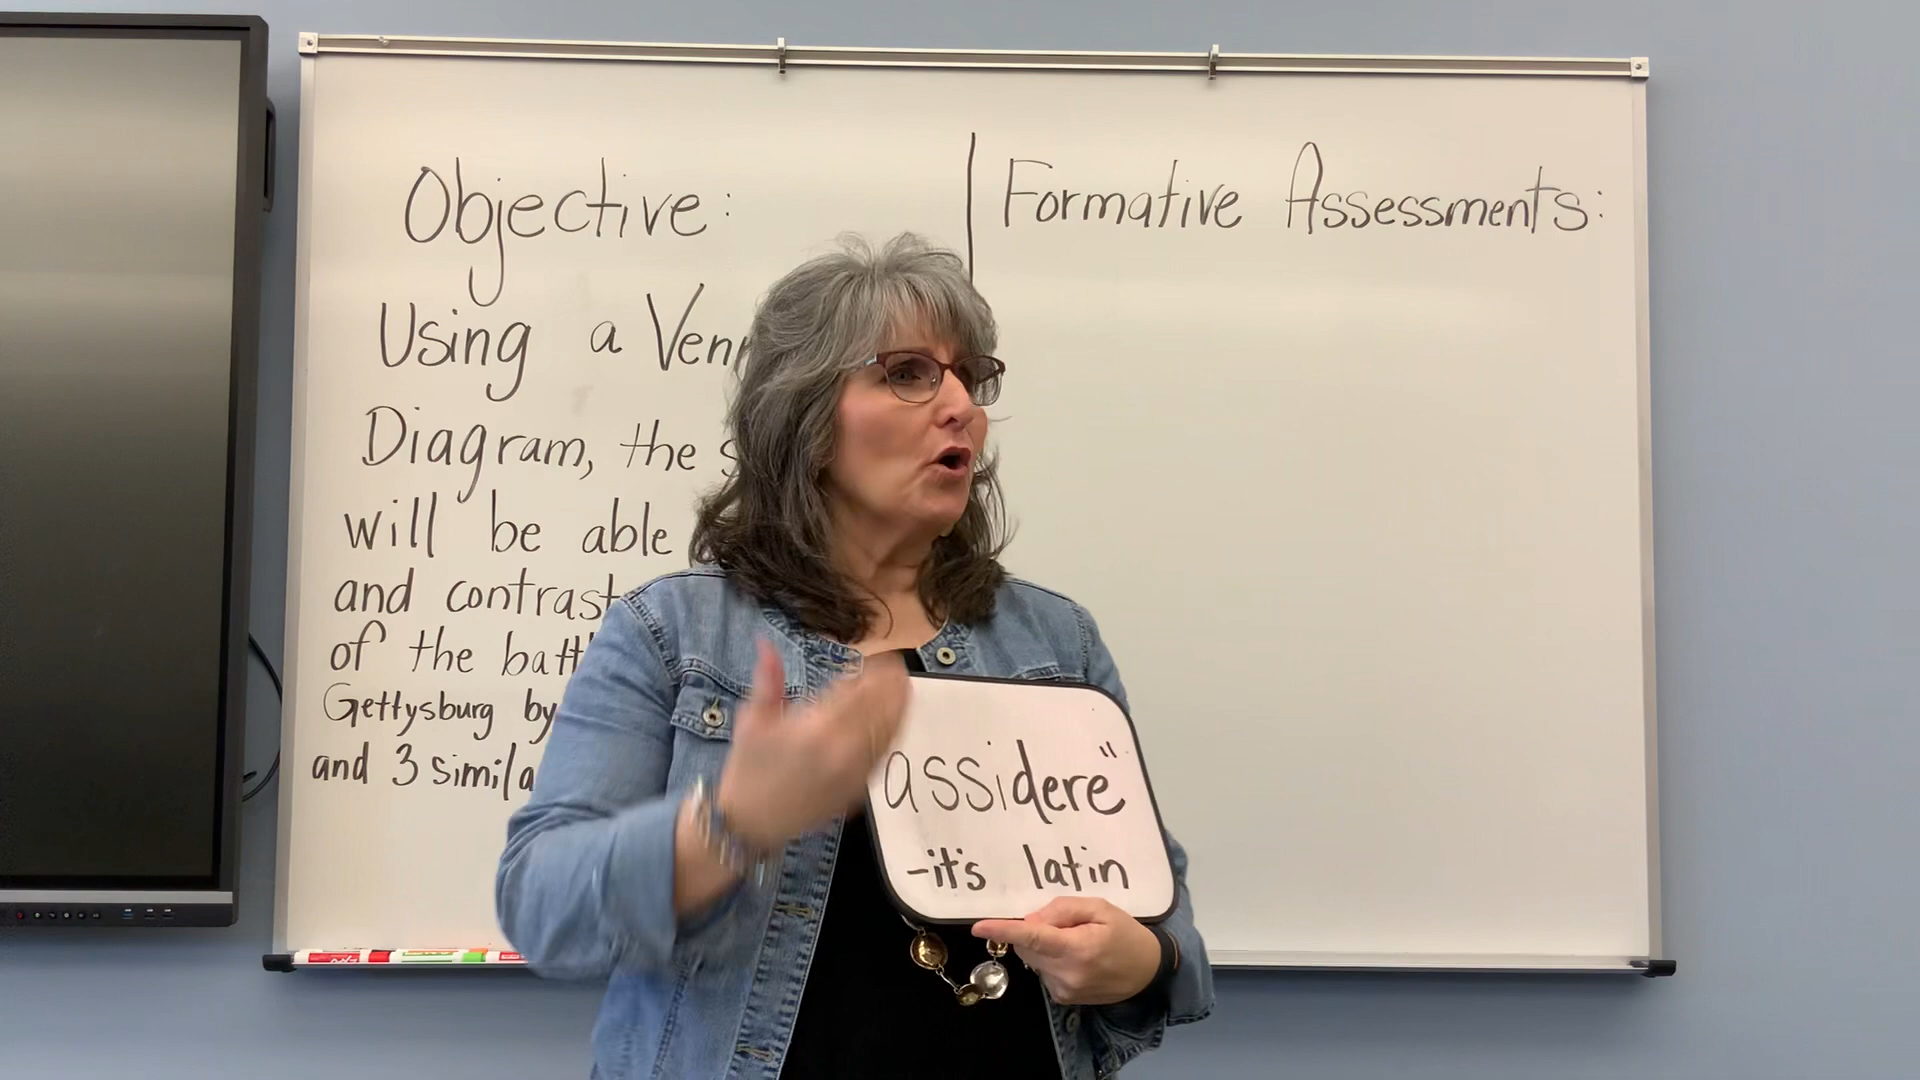 Objective:
Using a Venn
Diagram, the
will be able
and contrast
of the batt
Gettysburg by
and 3 simila
Formative Assessments:
assidere"
-it's latin